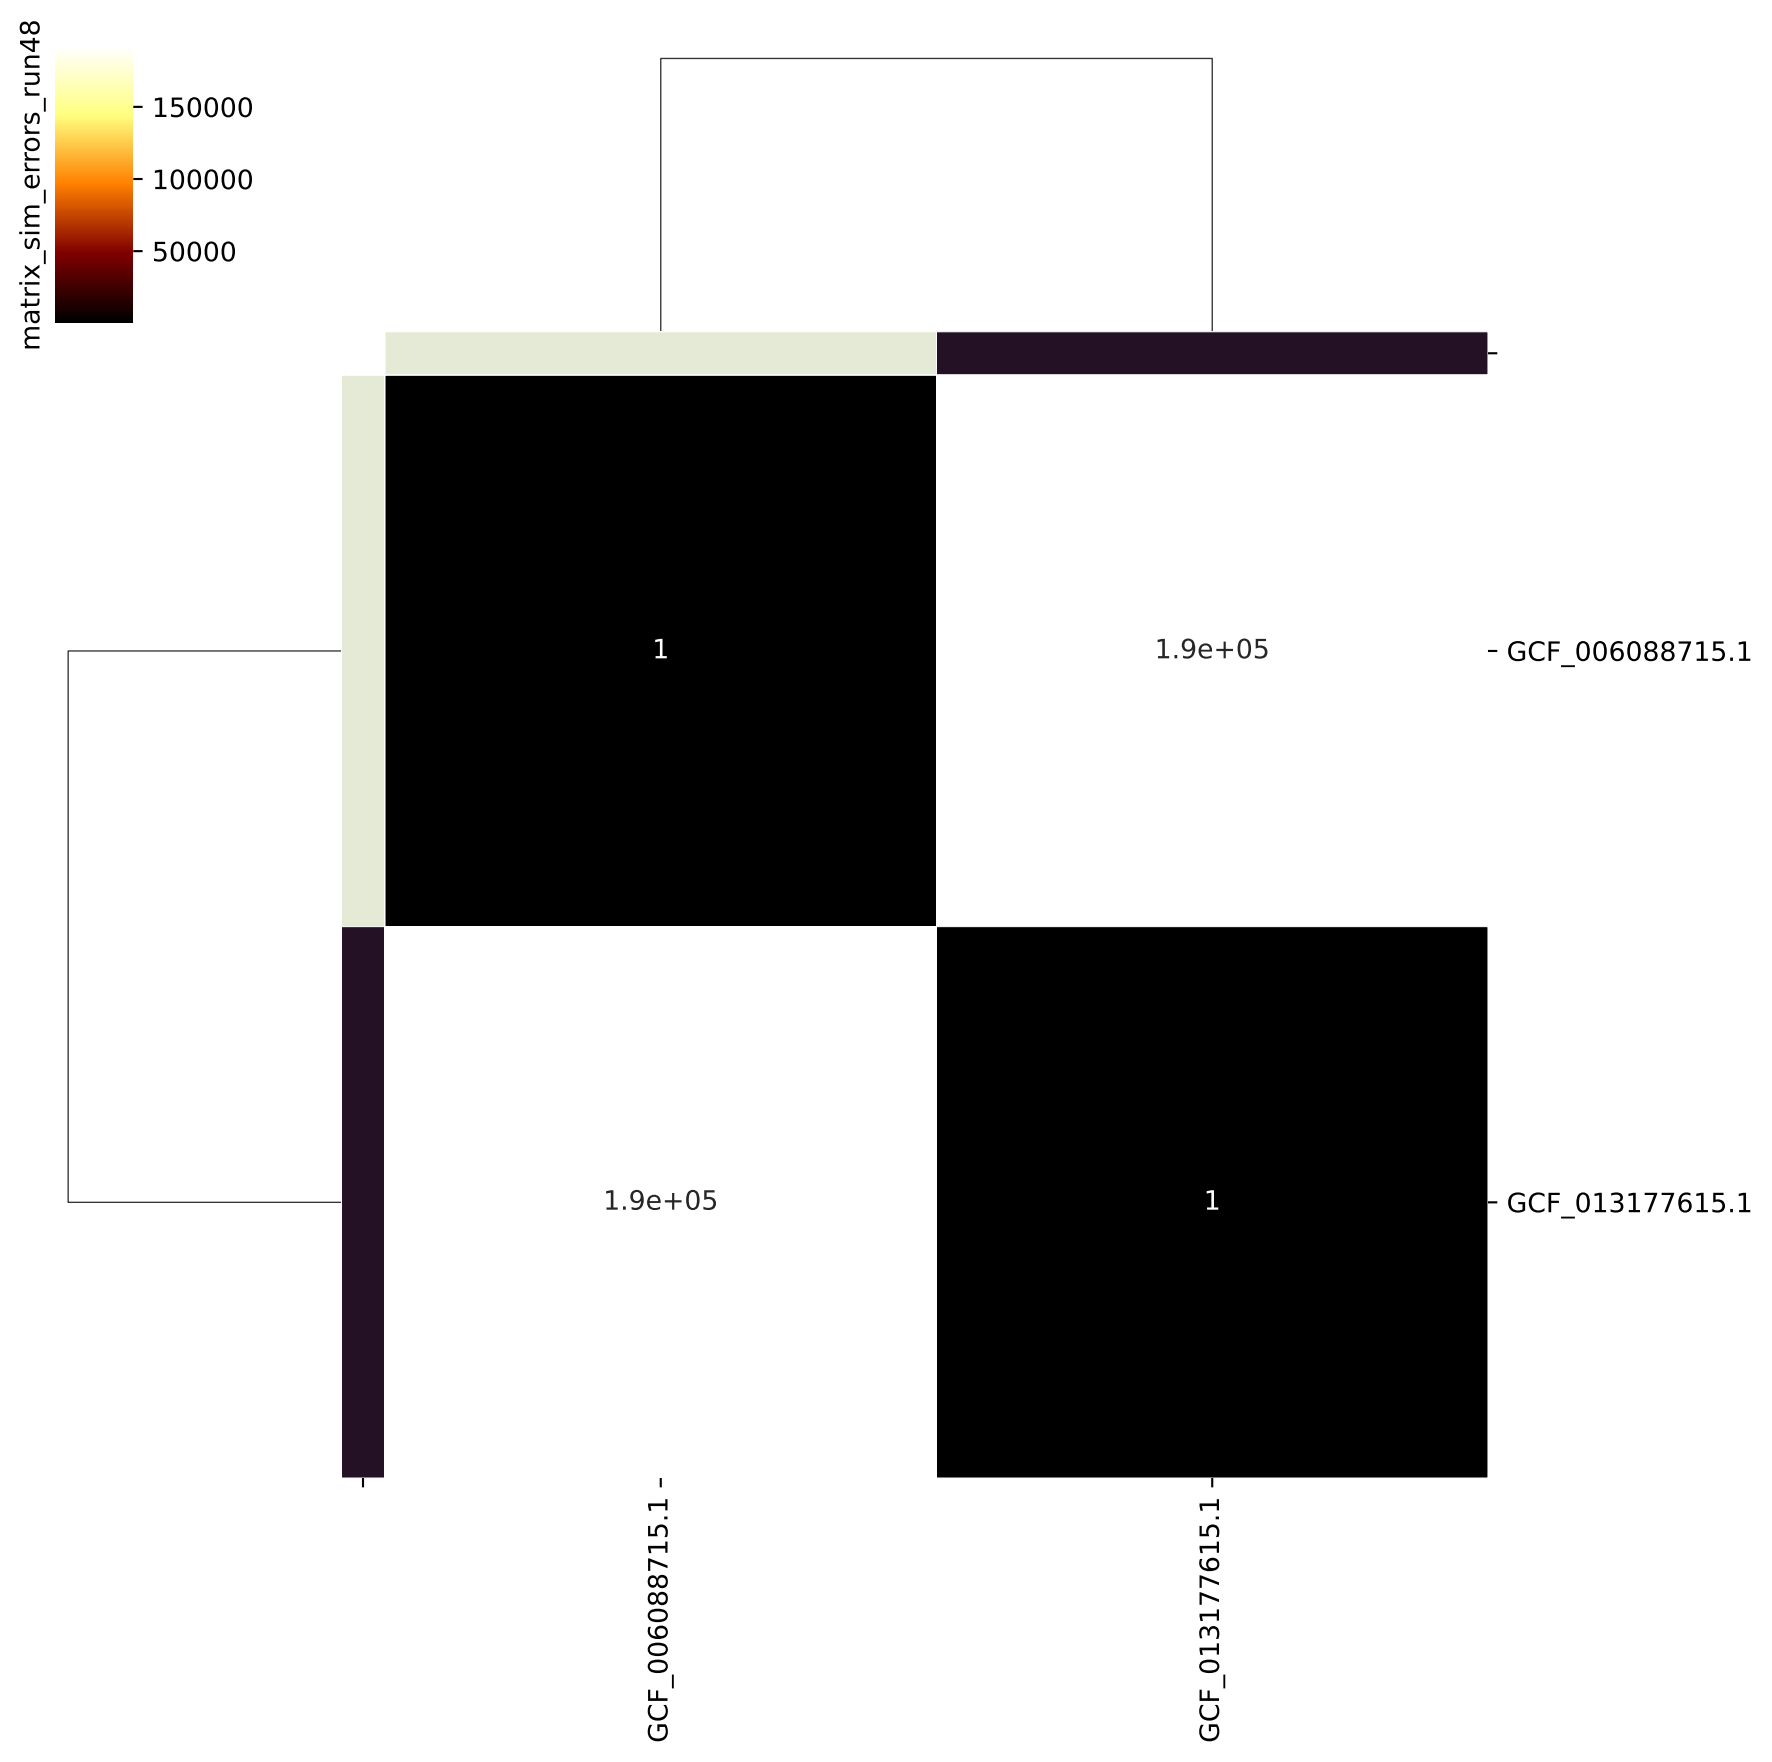 matrix_sim_errors_run48
150000
100000
50000
1
1.9e+05
GCF_006088715.1
1.9e+05
1
GCF_013177615.1
GCF_006088715.1
GCF_013177615.1